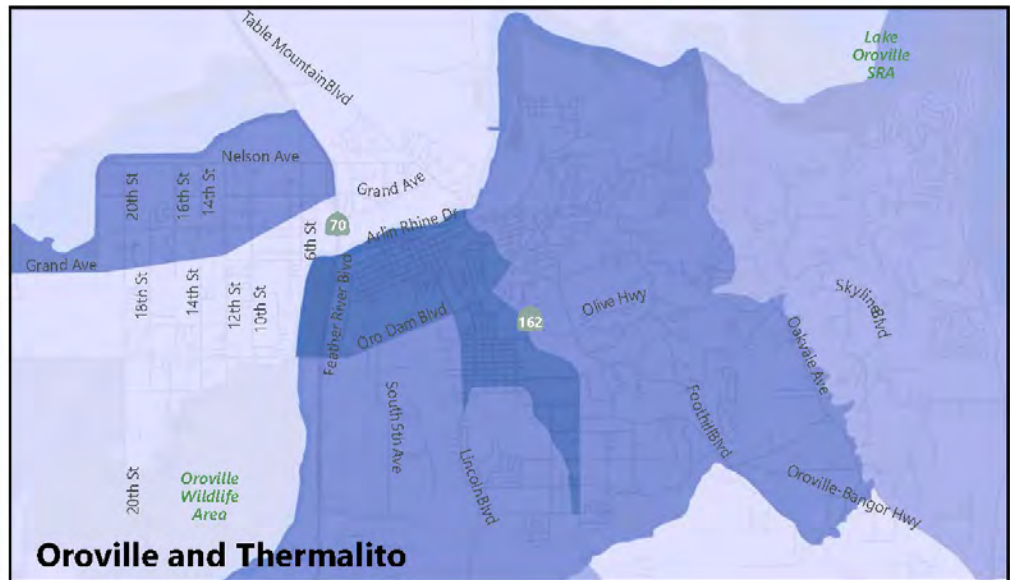 Table Mountain Blvd
Lake
Oroville
SRA
Nelson Ave
Grand Ave
20th St
16th St
14th St
70
6th St
Arlin Rhine Dr
Grand Ave
18th St
14th St
12th St
10th St
Feather River Blvd
Oro-Dam Blvd
162
Olive Hwy
Skyline Blvd
Oakvale Ave
South 5th Ave
Lincoln Blvd
Foothill Blvd
Oroville-Bangor Hwy
20th St
Oroville
Wildlife
Area
Oroville and Thermalito